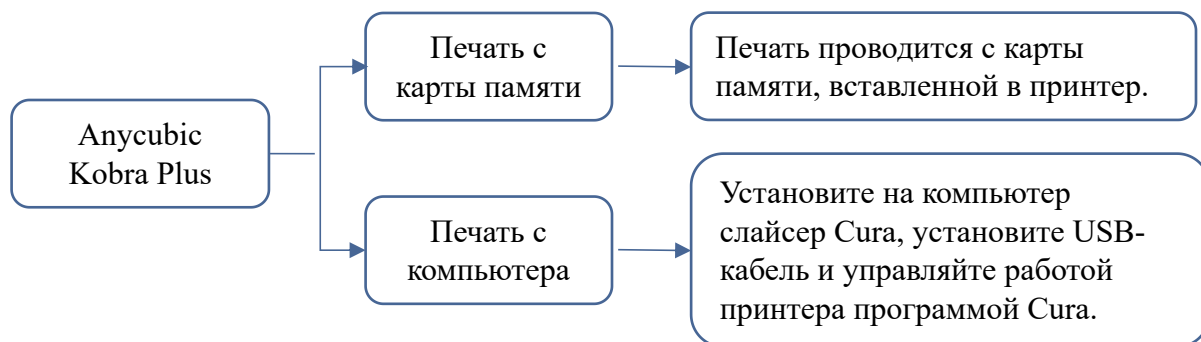 Anycubic
Kobra Plus
Печать с
карты памяти
Печать проводится с карты
памяти, вставленной в принтер.
Печать с
компьютера
Установите на компьютер
слайсер Cura, установите USB-
кабель и управляйте работой
принтера программой Cura.